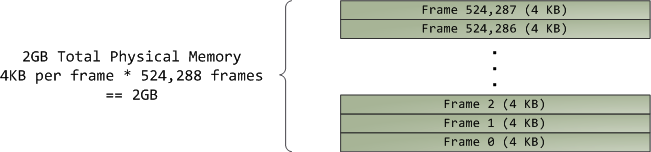 2GB Total Physical Memory
4KB per frame * 524,288 frames
== 2GB
Frame 524,287 (4 KB)
Frame 524,286 (4 KB)
Frame 2 (4 KB)
Frame 1 (4 KB)
Frame 0 (4 KB)